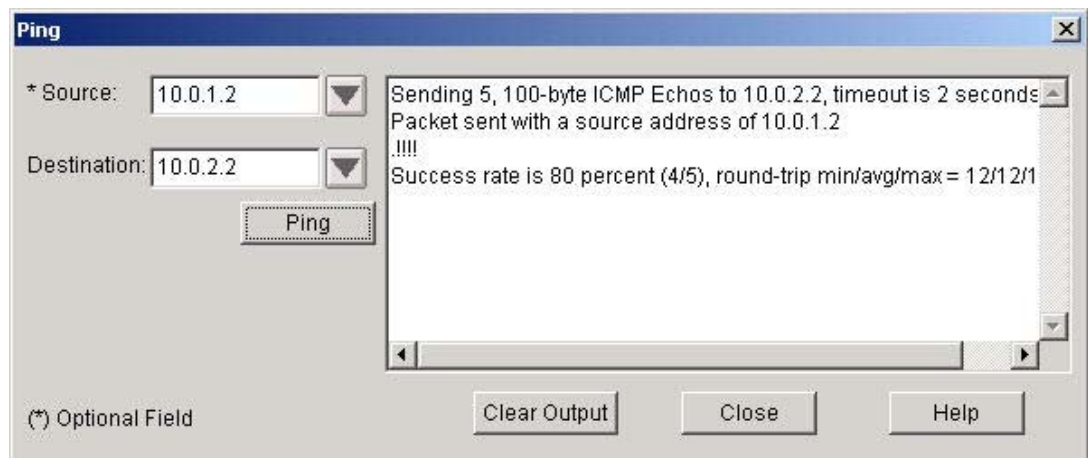 Ping
* Source: 10.0.1.2
Destination: 10.0.2.2
Ping
Sending 5, 100-byte ICMP Echos to 10.0.2.2, timeout is 2 seconds
Packet sent with a source address of 10.0.1.2
.!!!!
Success rate is 80 percent (4/5), round-trip min/avg/max = 12/12/1
(*) Optional Field
Clear Output
Close
Help